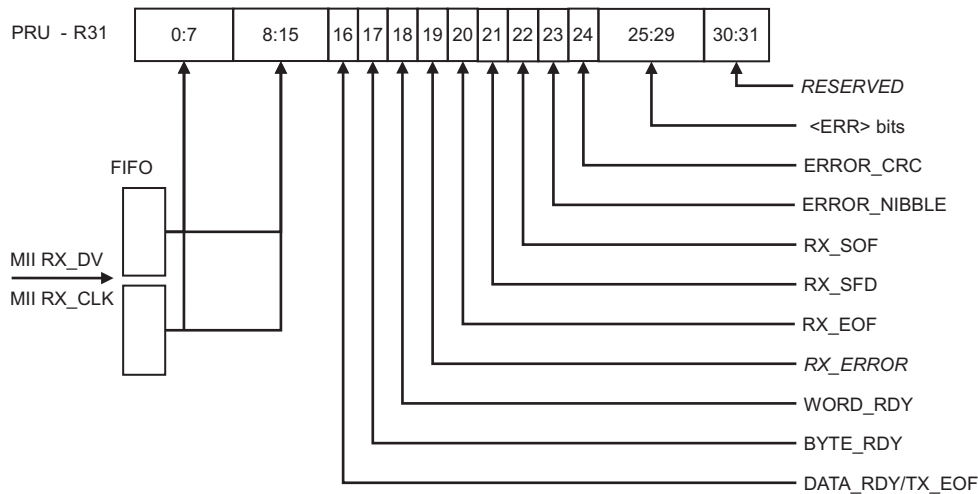 PRU - R31 0:7 8:15 16 17 18 19 20 21 22 23 24 25:29 30:31
RESERVED
<ERR> bits
ERROR_CRC
FIFO
ERROR_NIBBLE
RX_SOF
MII RX_DV
RX_SFD
MII RX_CLK
RX_EOF
RX_ERROR
WORD_RDY
BYTE_RDY
DATA_RDY/TX_EOF